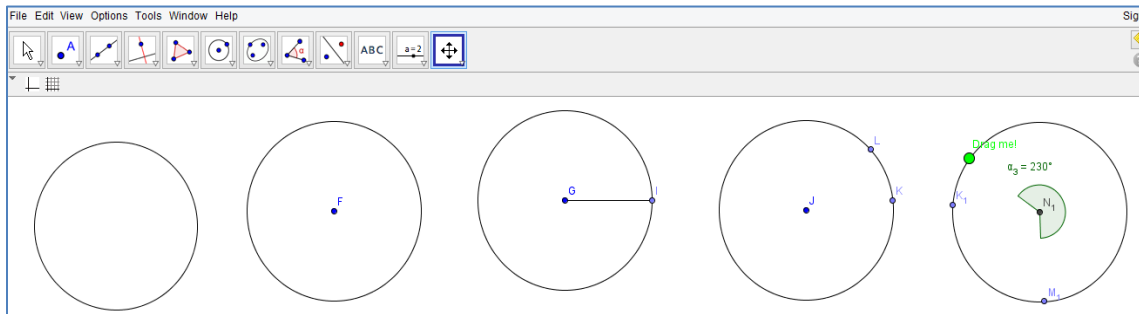 File Edit View Options Tools Window Help Sig
A α ABC a=2
F
G I
J L K
Drag me!
α₃ = 230°
K₁ N₁
M₁